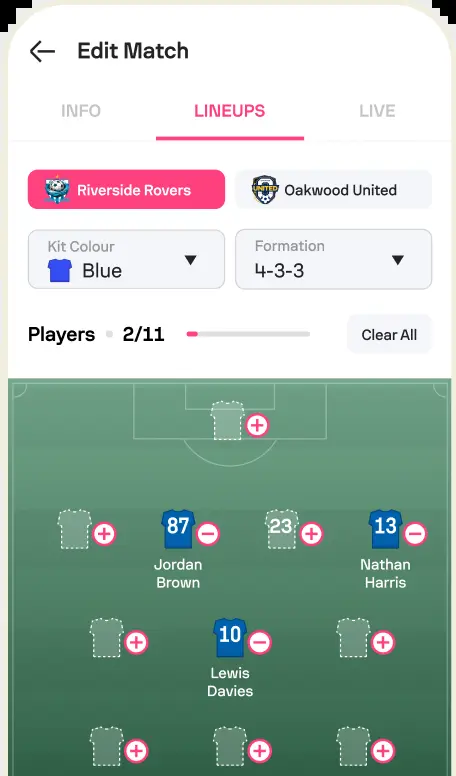 Edit Match
INFO LINEUPS LIVE
Riverside Rovers
UNITED
Oakwood United
Kit Colour
Blue
Formation
4-3-3
Players 2/11
Clear All
87 23 13
Jordan
Brown
Nathan
Harris
10
Lewis
Davies